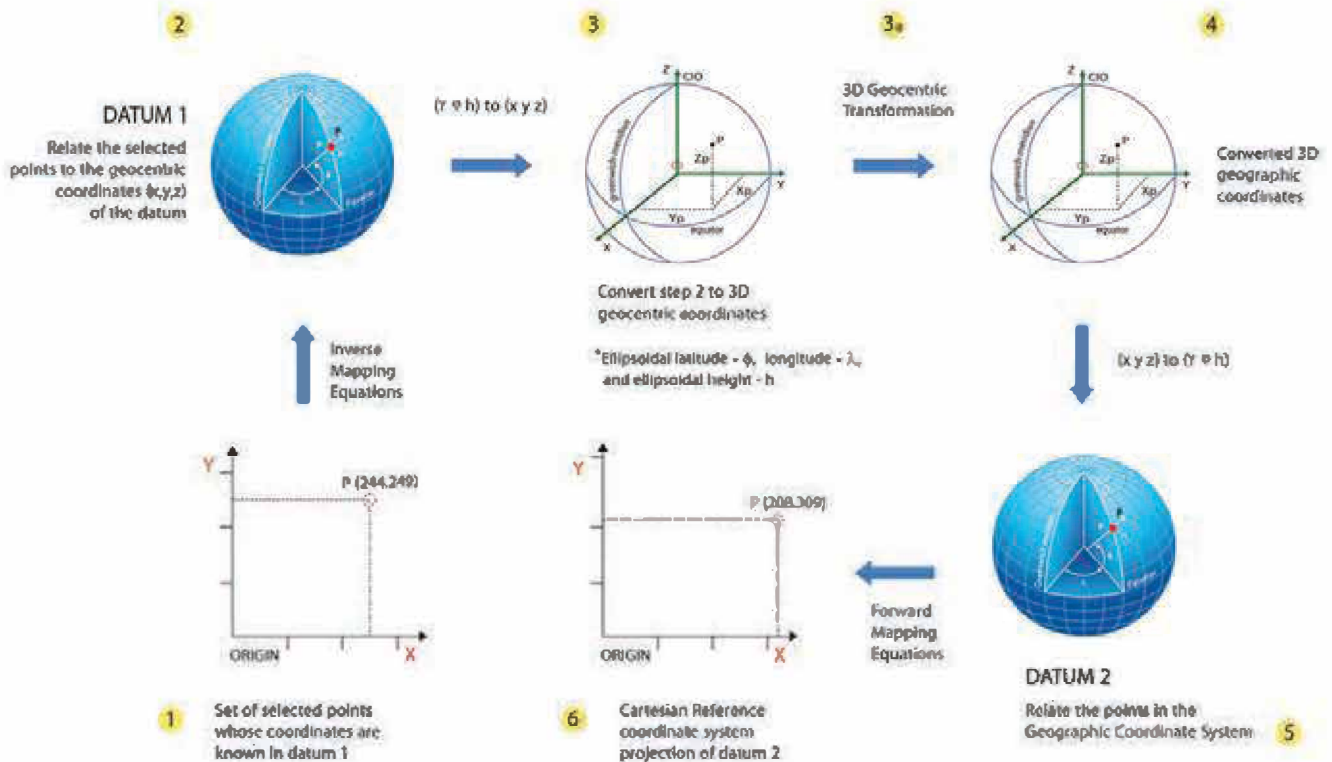 2
3
3a
4
DATUM 1
Relate the selected
points to the geocentric
coordinates (x,y,z)
of the datum
P
(ϒ φ h) to (x y z)
Z
CIO
greenwich meridian
P
Zp
Xp
Yp
Y
X
equator
3D Geocentric
Transformation
Z
CIO
greenwich meridian
P
Zp
Xp
Yp
Y
X
equator
Converted 3D
geographic
coordinates
Convert step 2 to 3D
geocentric coordinates
*Ellipsoidal latitude - ϕ, longitude - λ,
and ellipsoidal height - h
Inverse
Mapping
Equations
(x y z) to (ϒ φ h)
Y
P (244.249)
ORIGIN
X
Y
P (208.309)
ORIGIN
X
Forward
Mapping
Equations
P
DATUM 2
Relate the points in the
Geographic Coordinate System
5
1
Set of selected points
whose coordinates are
known in datum 1
6
Cartesian Reference
coordinate system
projection of datum 2